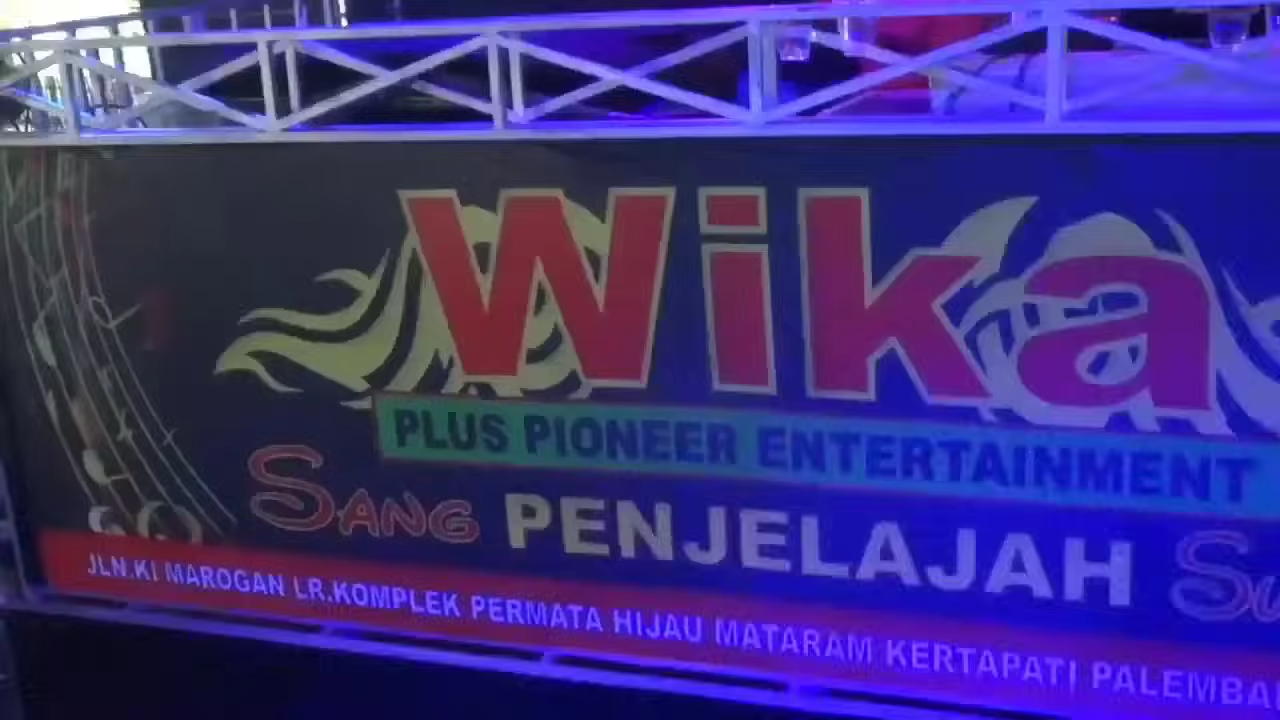 Wika
PLUS PIONEER ENTERTAINMENT
SANG PENJELAJAH
JLN.KI MAROGAN LR.KOMPLEK PERMATA HIJAU MATARAM KERTAPATI